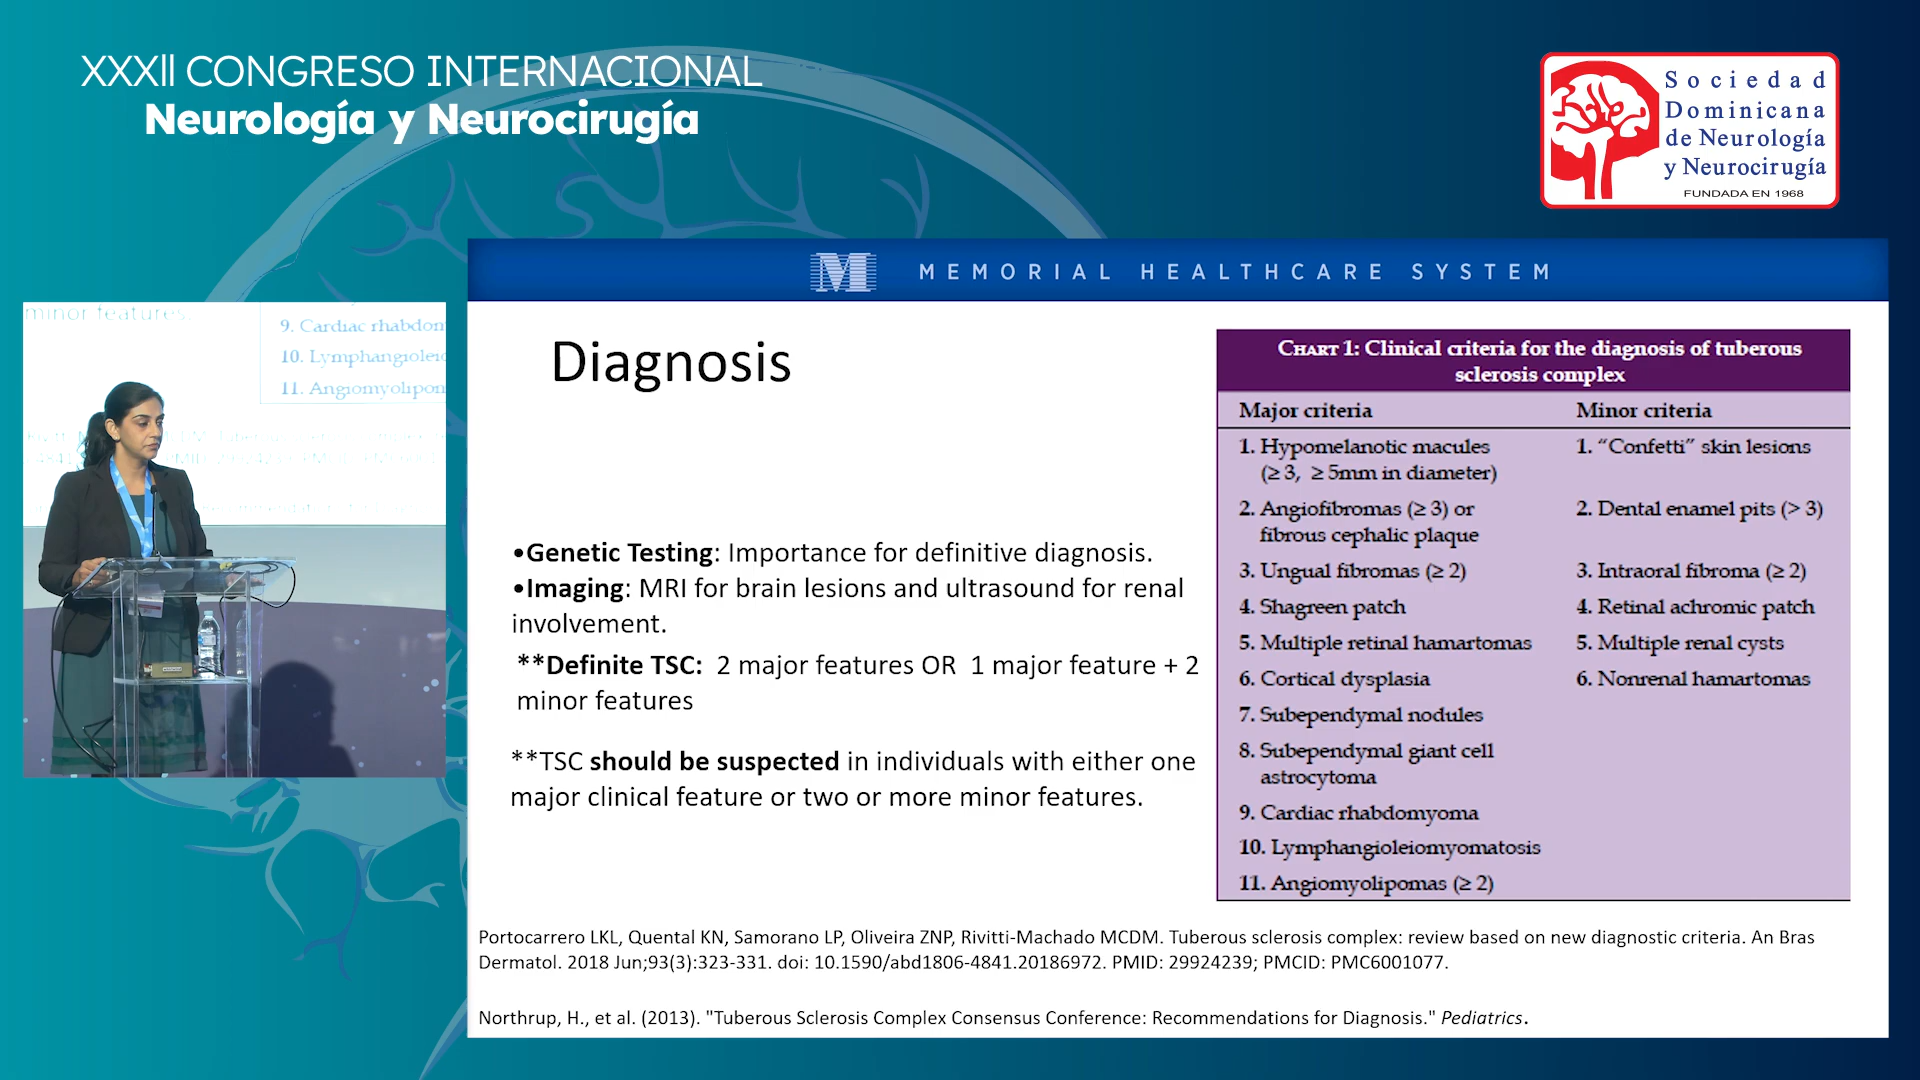 XXXII CONGRESO INTERNACIONAL
Neurología y Neurocirugía
Sociedad
Dominicana
de Neurología
y Neurocirugía
FUNDADA EN 1968
MEMORIAL HEALTHCARE SYSTEM
minor features.
9. Cardiac rhabdom
10. Lymphangioleio
11. Angiomyolipom
Diagnosis
•Genetic Testing: Importance for definitive diagnosis.
•Imaging: MRI for brain lesions and ultrasound for renal
involvement.
**Definite TSC: 2 major features OR 1 major feature + 2
minor features
**TSC should be suspected in individuals with either one
major clinical feature or two or more minor features.
CHART 1: Clinical criteria for the diagnosis of tuberous
sclerosis complex
Major criteria Minor criteria
1. Hypomelanotic macules 1. “Confetti” skin lesions
(≥ 3, ≥ 5mm in diameter)
2. Angiofibromas (≥ 3) or 2. Dental enamel pits (> 3)
fibrous cephalic plaque
3. Ungual fibromas (≥ 2) 3. Intraoral fibroma (≥ 2)
4. Shagreen patch 4. Retinal achromic patch
5. Multiple retinal hamartomas 5. Multiple renal cysts
6. Cortical dysplasia 6. Nonrenal hamartomas
7. Subependymal nodules
8. Subependymal giant cell
astrocytoma
9. Cardiac rhabdomyoma
10. Lymphangioleiomyomatosis
11. Angiomyolipomas (≥ 2)
Portocarrero LKL, Quental KN, Samorano LP, Oliveira ZNP, Rivitti-Machado MCDM. Tuberous sclerosis complex: review based on new diagnostic criteria. An Bras
Dermatol. 2018 Jun;93(3):323-331. doi: 10.1590/abd1806-4841.20186972. PMID: 29924239; PMCID: PMC6001077.
Northrup, H., et al. (2013). "Tuberous Sclerosis Complex Consensus Conference: Recommendations for Diagnosis." Pediatrics.